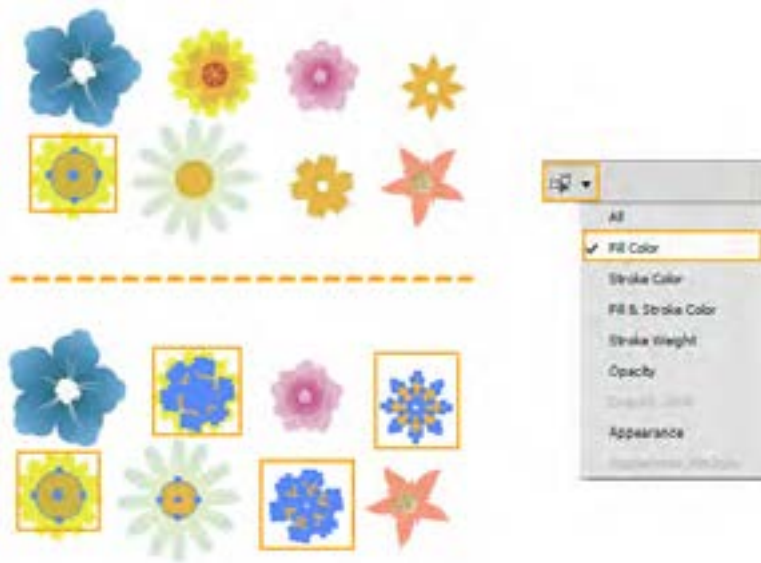 All
Fill Color
Stroke Color
Fill & Stroke Color
Stroke Weight
Opacity
Appearance